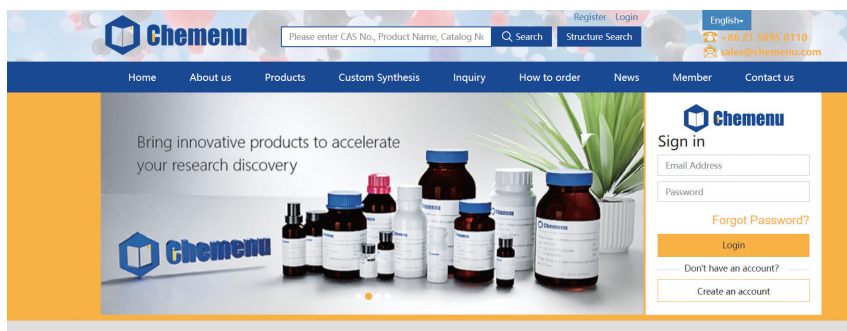 Register Login
English
Chemenu
Please enter CAS No., Product Name, Catalog No
Search
Structure Search
+86 21 5895 0110
sales@chemenu.com
Home About us Products Custom Synthesis Inquiry How to order News Member Contact us
Bring innovative products to accelerate
your research discovery
Chemenu
Chemenu
Sign in
Email Address
Password
Forgot Password?
Login
Don't have an account?
Create an account